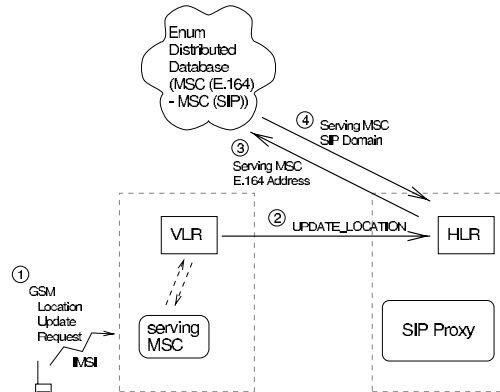 Enum
Distributed
Database
(MSC (E.164)
- MSC (SIP))
④ Serving MSC
SIP Domain
③
Serving MSC
E.164 Address
②
UPDATE_LOCATION
VLR
HLR
①
GSM
Location
Update
Request
IMSI
serving
MSC
SIP Proxy